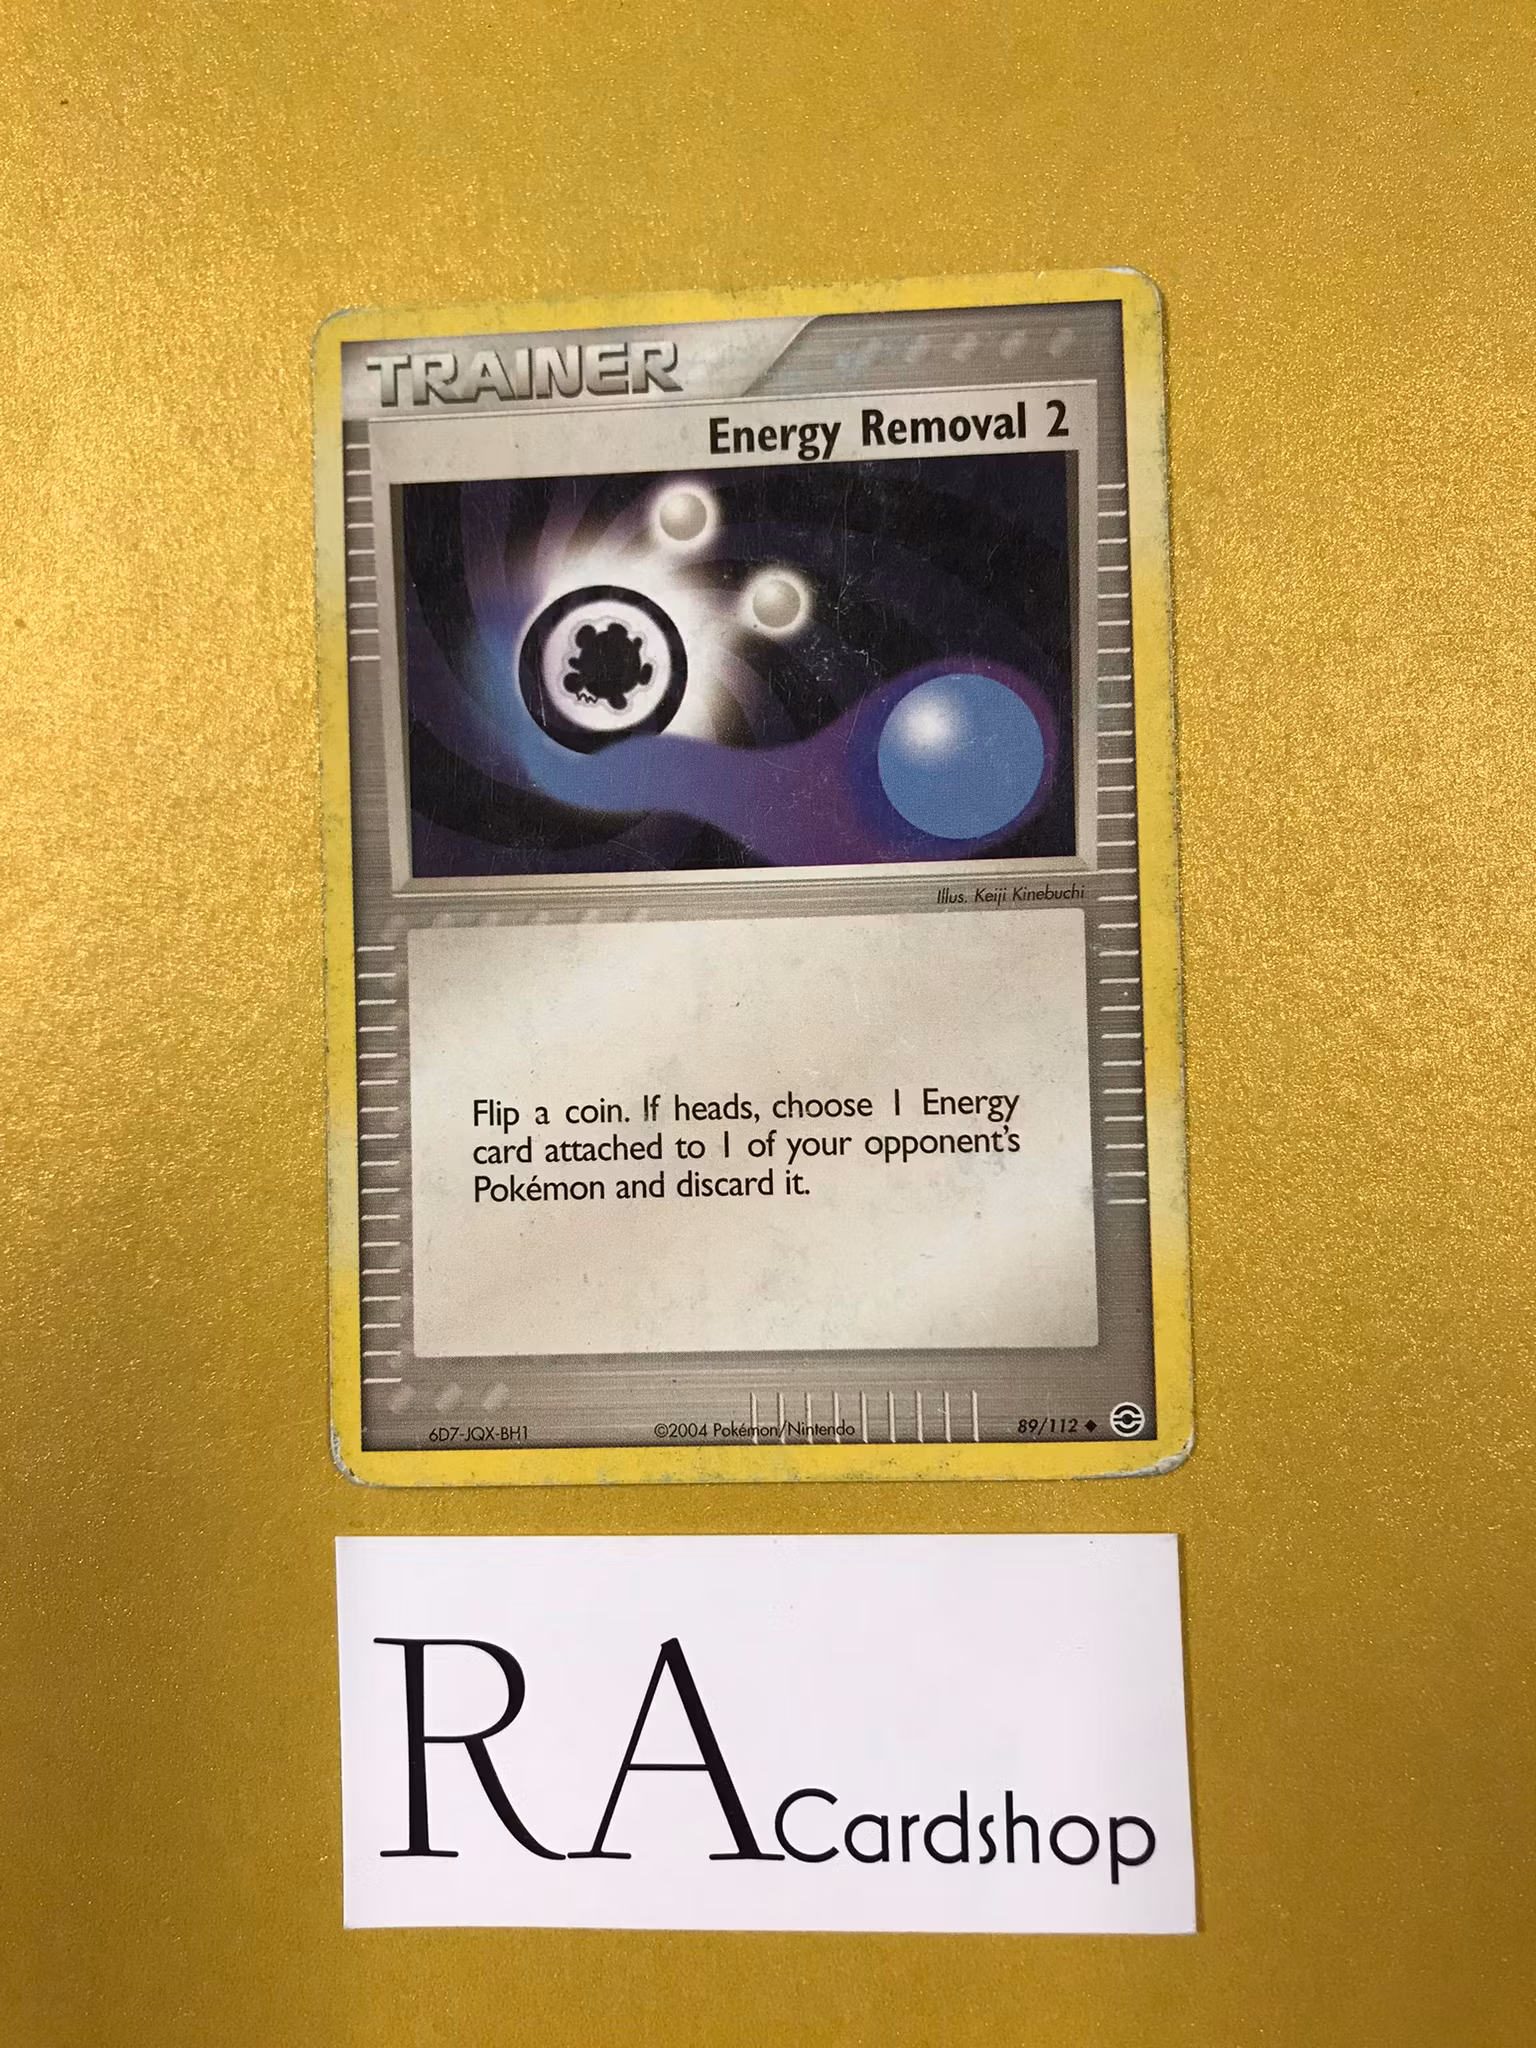 TRAINER
Energy Removal 2
Illus. Keiji Kinebuchi
Flip a coin. If heads, choose 1 Energy
card attached to 1 of your opponent's
Pokémon and discard it.
6D7-JQX-BH1 ©2004 Pokémon/Nintendo 89/112
RA Cardshop